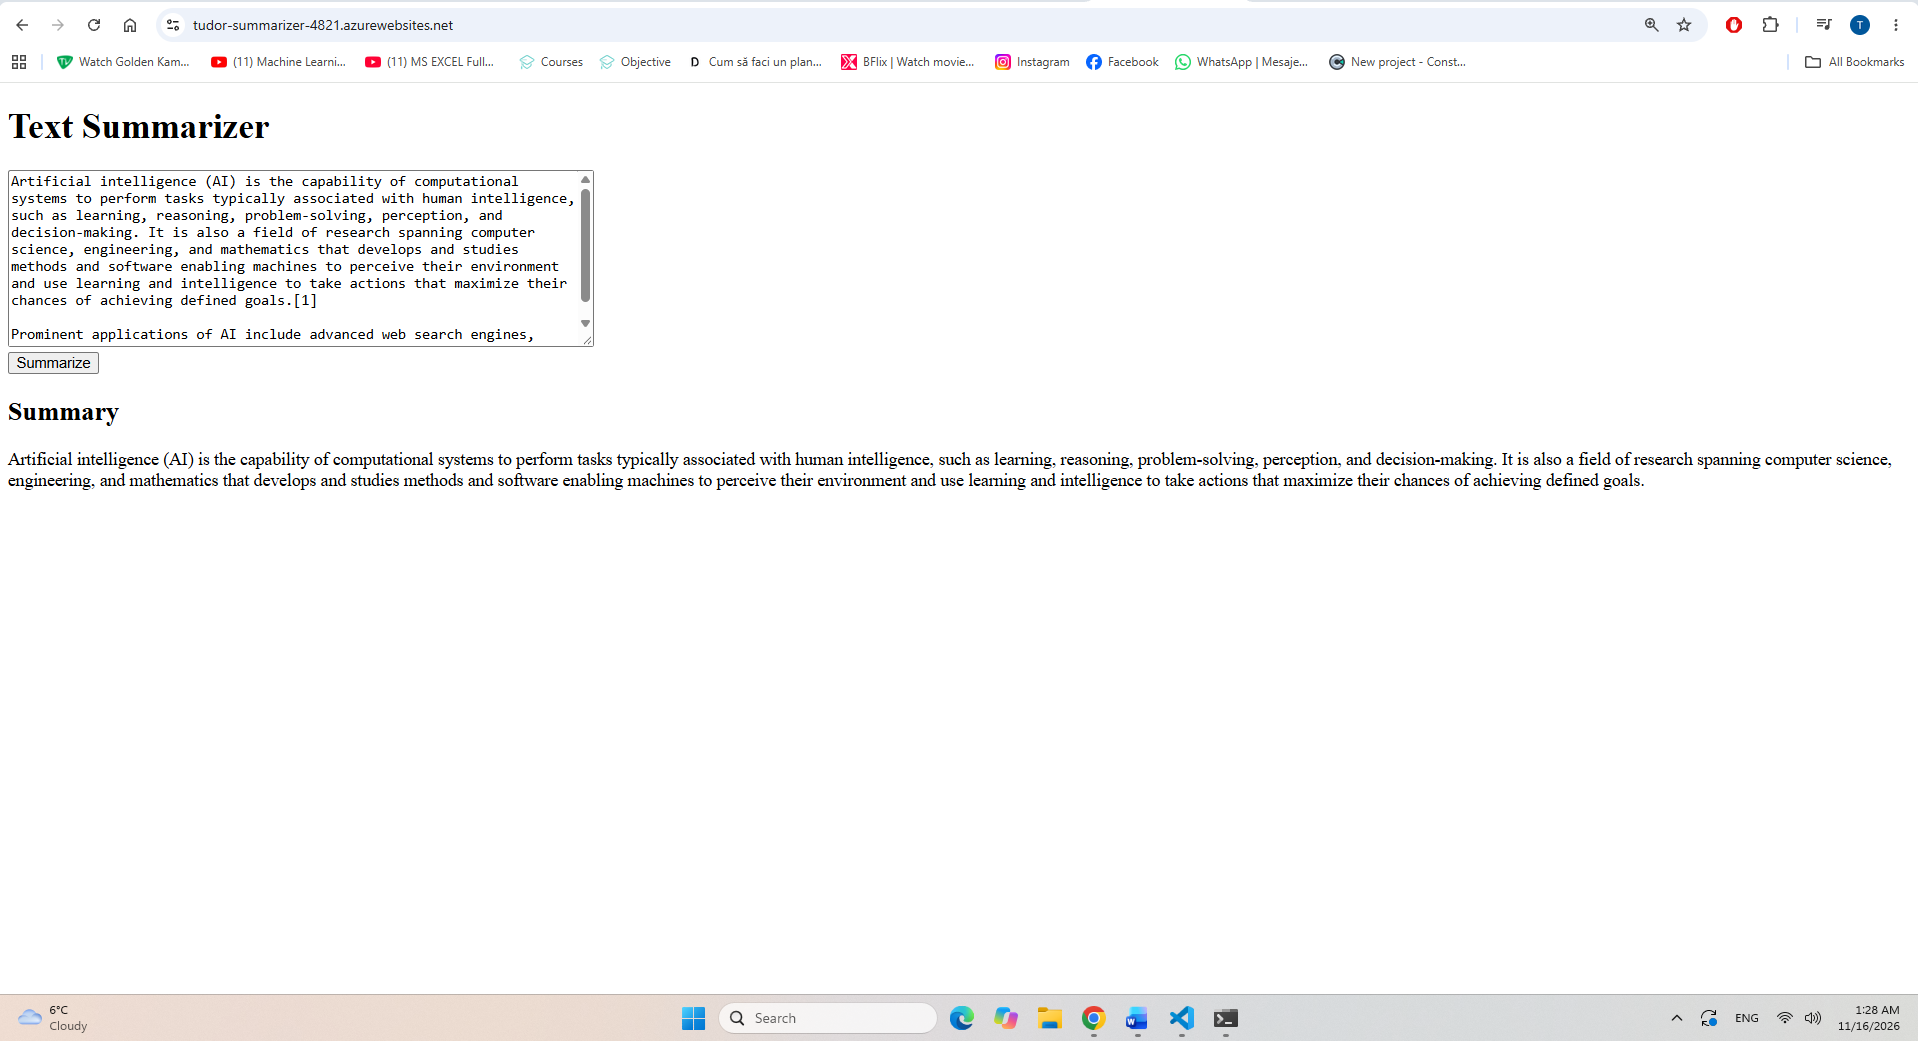 tudor-summarizer-4821.azurewebsites.net
T
Watch Golden Kam...
(11) Machine Learni...
(11) MS EXCEL Full...
Courses
Objective
D Cum să faci un plan...
BFlix | Watch movie...
Instagram
Facebook
WhatsApp | Mesaje...
New project - Const...
All Bookmarks
Text Summarizer
Artificial intelligence (AI) is the capability of computational
systems to perform tasks typically associated with human intelligence,
such as learning, reasoning, problem-solving, perception, and
decision-making. It is also a field of research spanning computer
science, engineering, and mathematics that develops and studies
methods and software enabling machines to perceive their environment
and use learning and intelligence to take actions that maximize their
chances of achieving defined goals.[1]
Prominent applications of AI include advanced web search engines,
Summarize
Summary
Artificial intelligence (AI) is the capability of computational systems to perform tasks typically associated with human intelligence, such as learning, reasoning, problem-solving, perception, and decision-making. It is also a field of research spanning computer science,
engineering, and mathematics that develops and studies methods and software enabling machines to perceive their environment and use learning and intelligence to take actions that maximize their chances of achieving defined goals.
6°C
Cloudy
Search
ENG
1:28 AM
11/16/2026